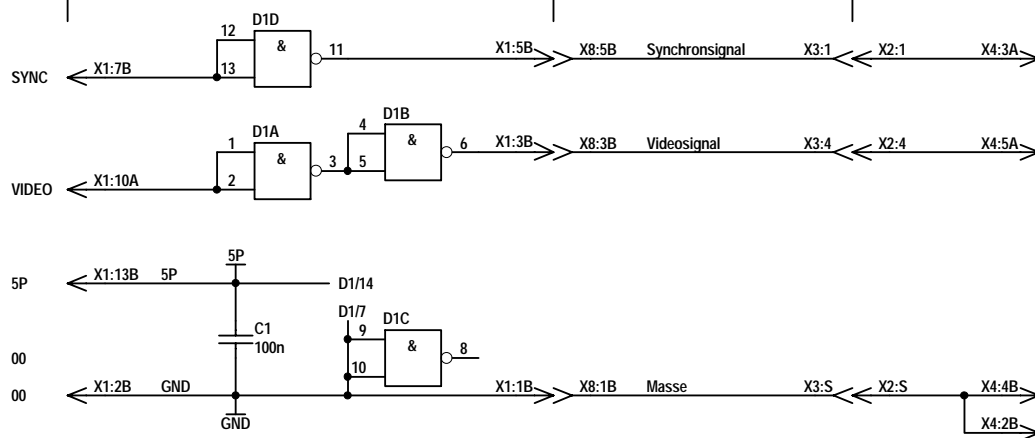 D1D
12 & 11 X1:5B X8:5B Synchronsignal X3:1 X2:1 X4:3A
SYNC X1:7B 13
D1B
D1A 4
1 & & 6 X1:3B X8:3B Videosignal X3:4 X2:4 X4:5A
3 5
VIDEO X1:10A 2
5P
5P X1:13B 5P D1/14
D1/7 D1C
C1 9 &
100n 8
00 10
00 X1:2B GND X1:1B X8:1B Masse X3:S X2:S X4:4B
GND X4:2B